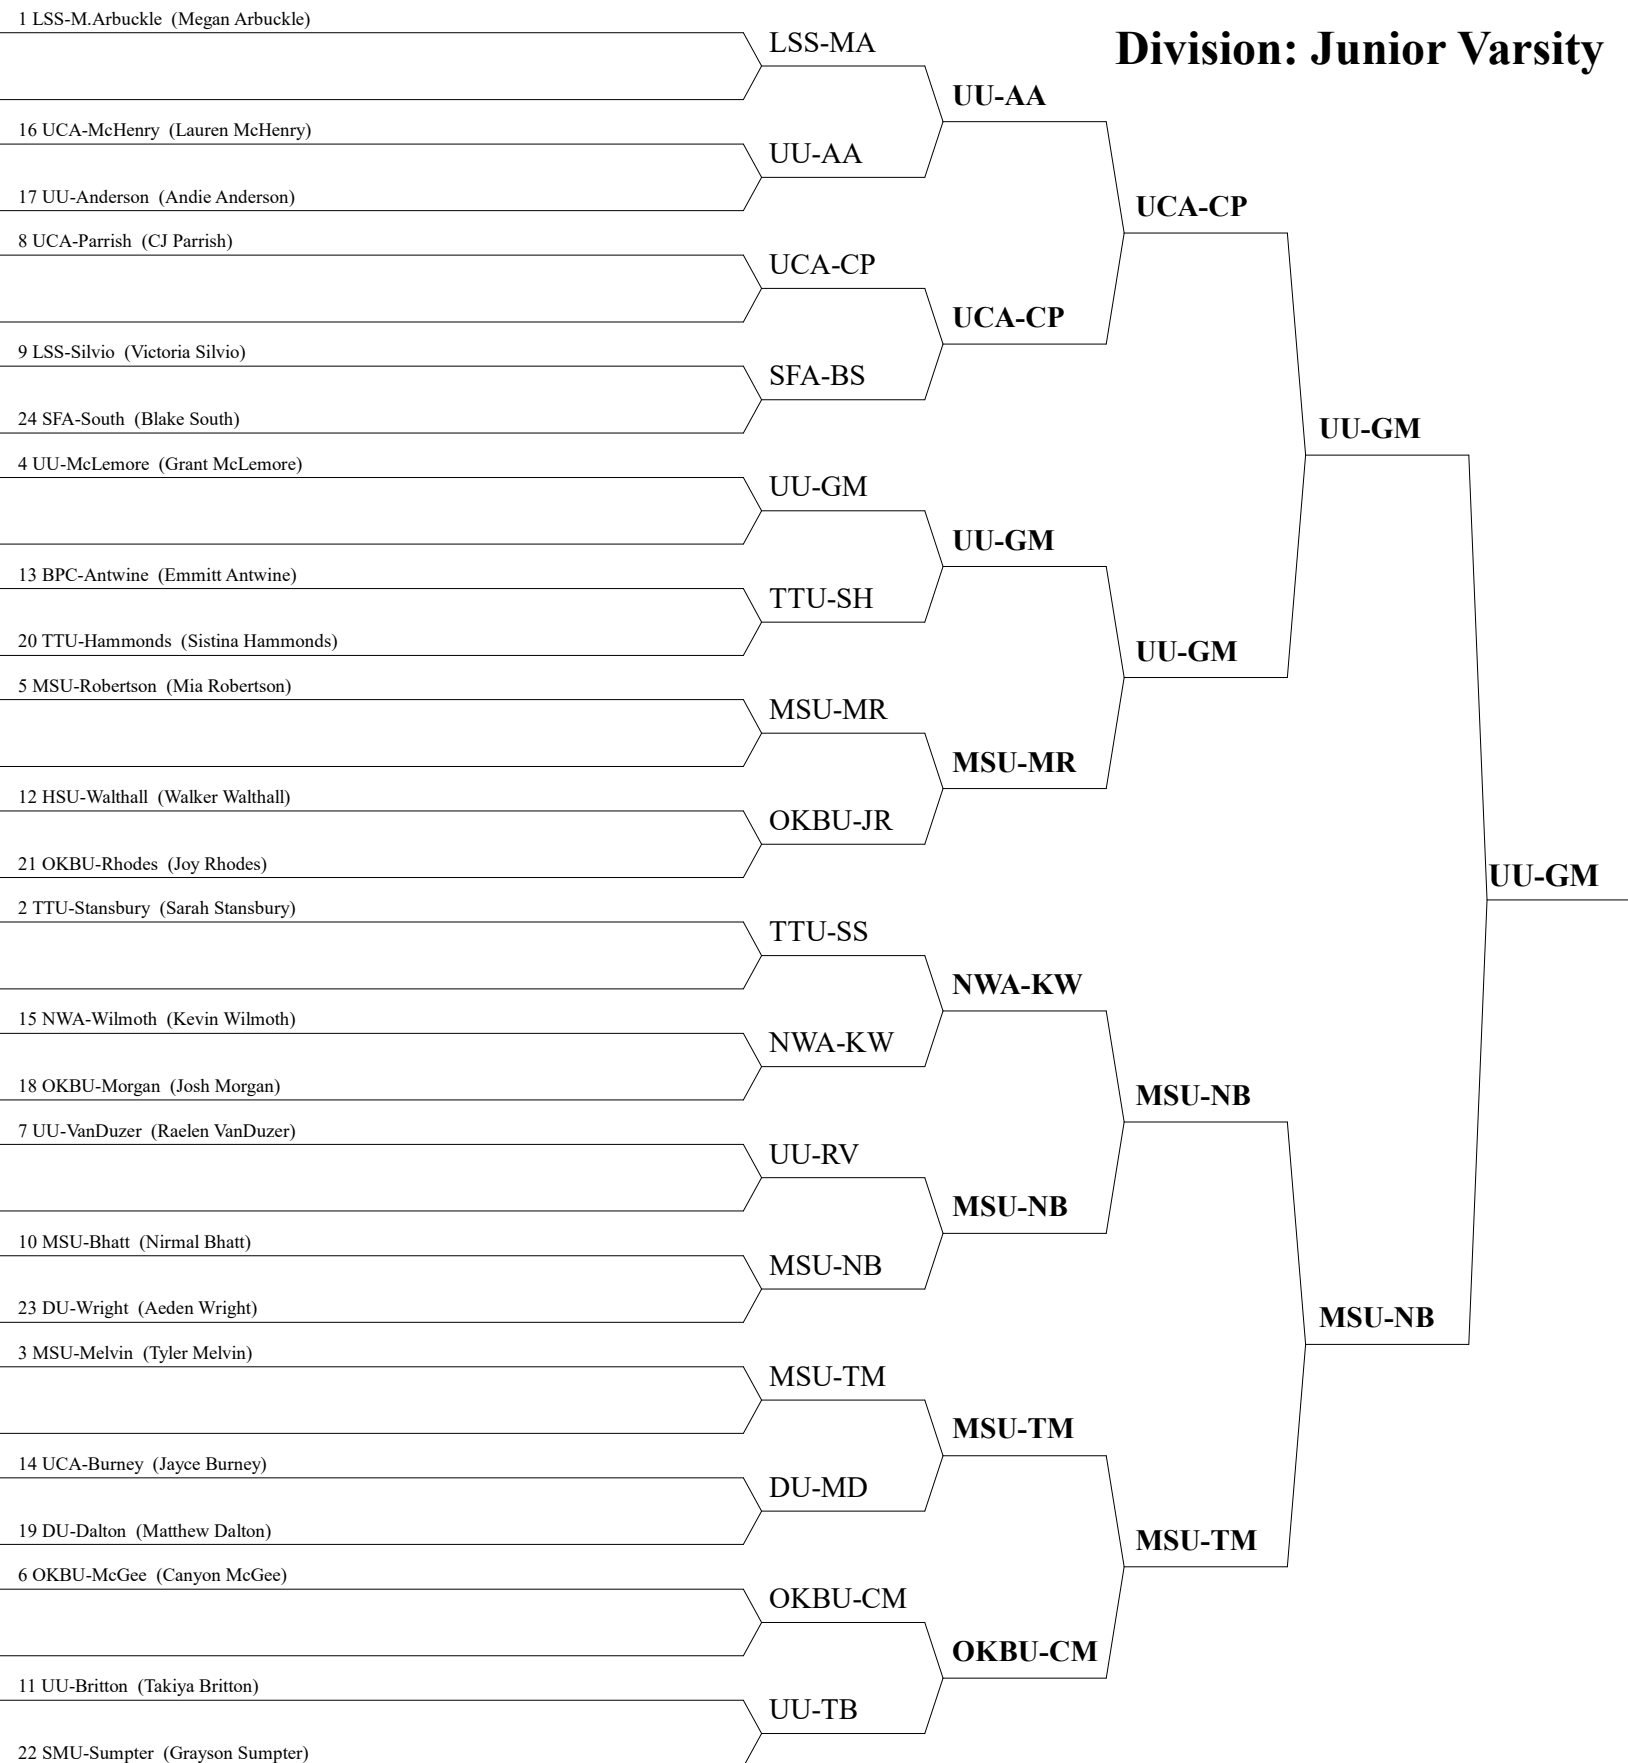 1 LSS-M.Arbuckle (Megan Arbuckle)
LSS-MA
Division: Junior Varsity
UU-AA
16 UCA-McHenry (Lauren McHenry)
UU-AA
17 UU-Anderson (Andie Anderson)
UCA-CP
8 UCA-Parrish (CJ Parrish)
UCA-CP
UCA-CP
9 LSS-Silvio (Victoria Silvio)
SFA-BS
24 SFA-South (Blake South)
UU-GM
4 UU-McLemore (Grant McLemore)
UU-GM
UU-GM
13 BPC-Antwine (Emmitt Antwine)
TTU-SH
20 TTU-Hammonds (Sistina Hammonds)
UU-GM
5 MSU-Robertson (Mia Robertson)
MSU-MR
MSU-MR
12 HSU-Walthall (Walker Walthall)
OKBU-JR
21 OKBU-Rhodes (Joy Rhodes)
UU-GM
2 TTU-Stansbury (Sarah Stansbury)
TTU-SS
NWA-KW
15 NWA-Wilmoth (Kevin Wilmoth)
NWA-KW
18 OKBU-Morgan (Josh Morgan)
MSU-NB
7 UU-VanDuzer (Raelen VanDuzer)
UU-RV
MSU-NB
10 MSU-Bhatt (Nirmal Bhatt)
MSU-NB
23 DU-Wright (Aeden Wright)
MSU-NB
3 MSU-Melvin (Tyler Melvin)
MSU-TM
MSU-TM
14 UCA-Burney (Jayce Burney)
DU-MD
19 DU-Dalton (Matthew Dalton)
MSU-TM
6 OKBU-McGee (Canyon McGee)
OKBU-CM
OKBU-CM
11 UU-Britton (Takiya Britton)
UU-TB
22 SMU-Sumpter (Grayson Sumpter)